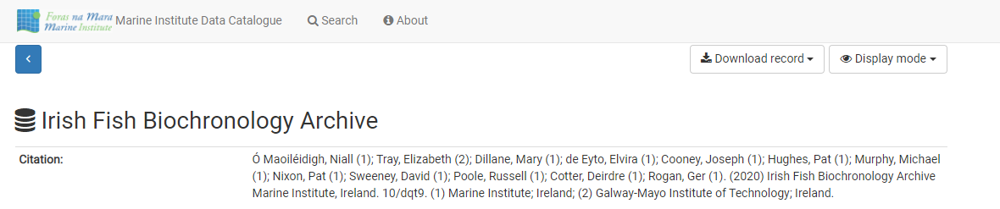 Foras na Mara
Marine Institute
Marine Institute Data Catalogue
Search
About
Download record
Display mode
Irish Fish Biochronology Archive
Citation:
Ó Maoiléidigh, Niall (1); Tray, Elizabeth (2); Dillane, Mary (1); de Eyto, Elvira (1); Cooney, Joseph (1); Hughes, Pat (1); Murphy, Michael
(1); Nixon, Pat (1); Sweeney, David (1); Poole, Russell (1); Cotter, Deirdre (1); Rogan, Ger (1). (2020) Irish Fish Biochronology Archive
Marine Institute, Ireland. 10/dqt9. (1) Marine Institute; Ireland; (2) Galway-Mayo Institute of Technology; Ireland.